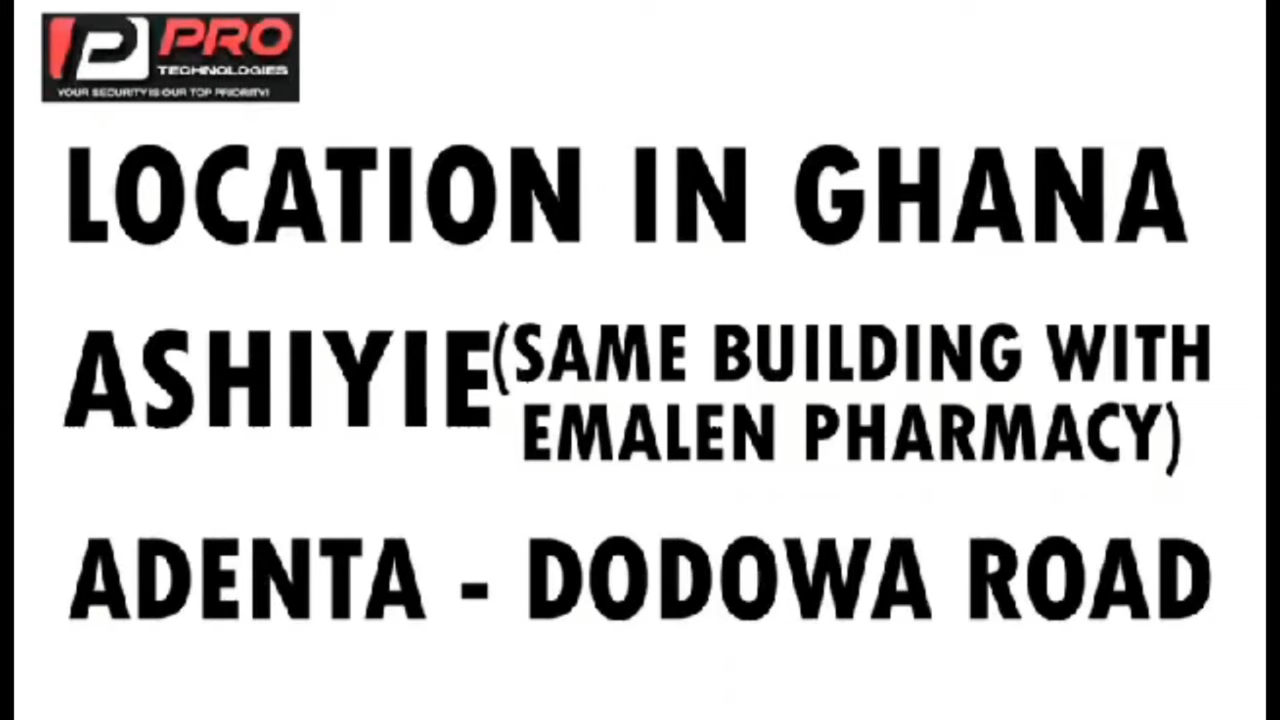 PRO
TECHNOLOGIES
YOUR SECURITY IS OUR TOP PRIORITY!
LOCATION IN GHANA
ASHIYIE (SAME BUILDING WITH
EMALEN PHARMACY)
ADENTA - DODOWA ROAD